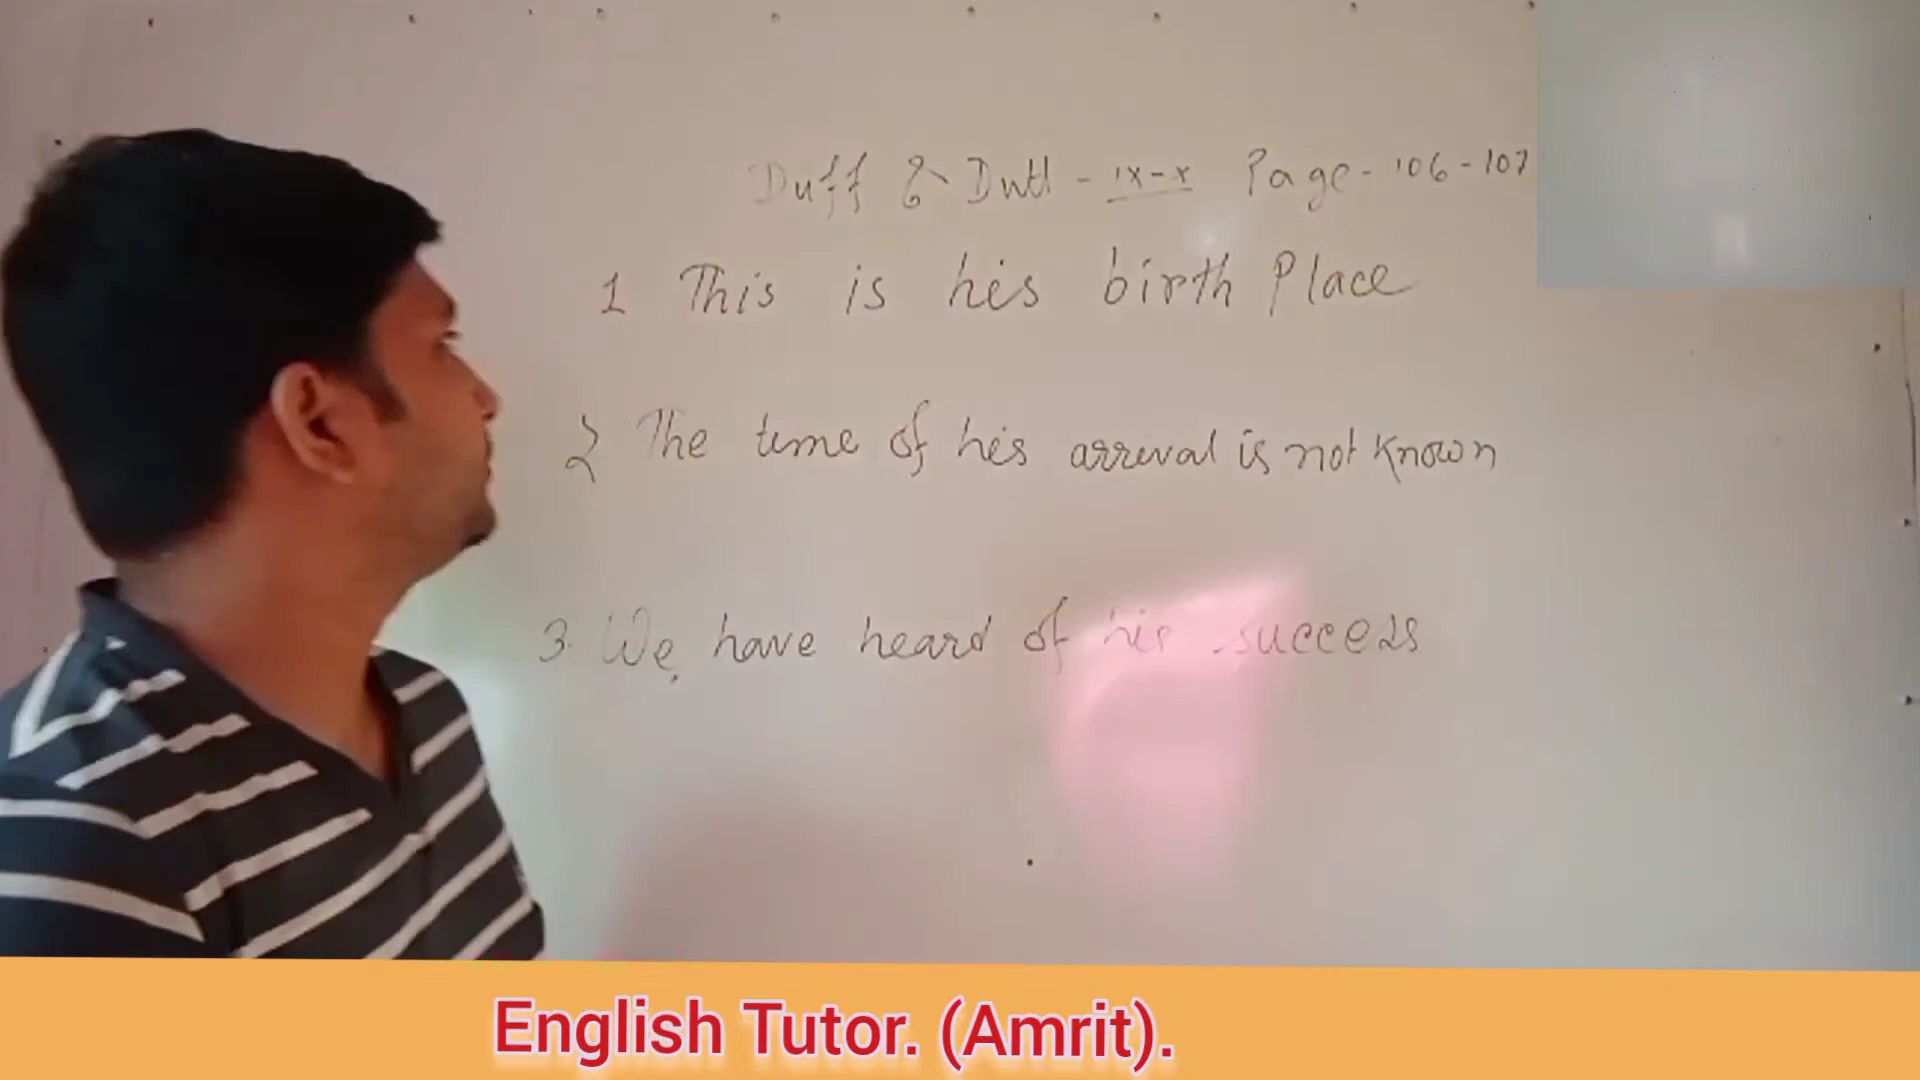 Duff & Dutt - IX-X Page - 106-107
1 This is his birth Place
2 The time of his arrival is not known
3. We have heard of his success
English Tutor. (Amrit).